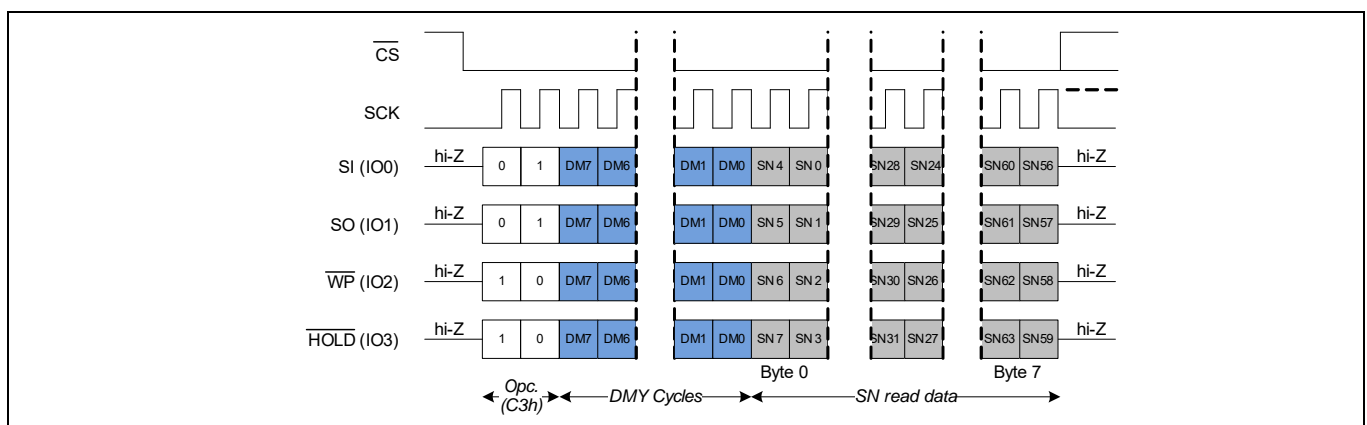 CS
SCK
SI (IO0) hi-Z 0 1 DM7 DM6 DM1 DM0 SN 4 SN 0 SN28 SN24 SN60 SN56 hi-Z
SO (IO1) hi-Z 0 1 DM7 DM6 DM1 DM0 SN 5 SN 1 SN29 SN25 SN61 SN57 hi-Z
WP (IO2) hi-Z 1 0 DM7 DM6 DM1 DM0 SN 6 SN 2 SN30 SN26 SN62 SN58 hi-Z
HOLD (IO3) hi-Z 1 0 DM7 DM6 DM1 DM0 SN 7 SN 3 SN31 SN27 SN63 SN59 hi-Z
Byte 0 Byte 7
Opc. DMY Cycles SN read data
(C3h)